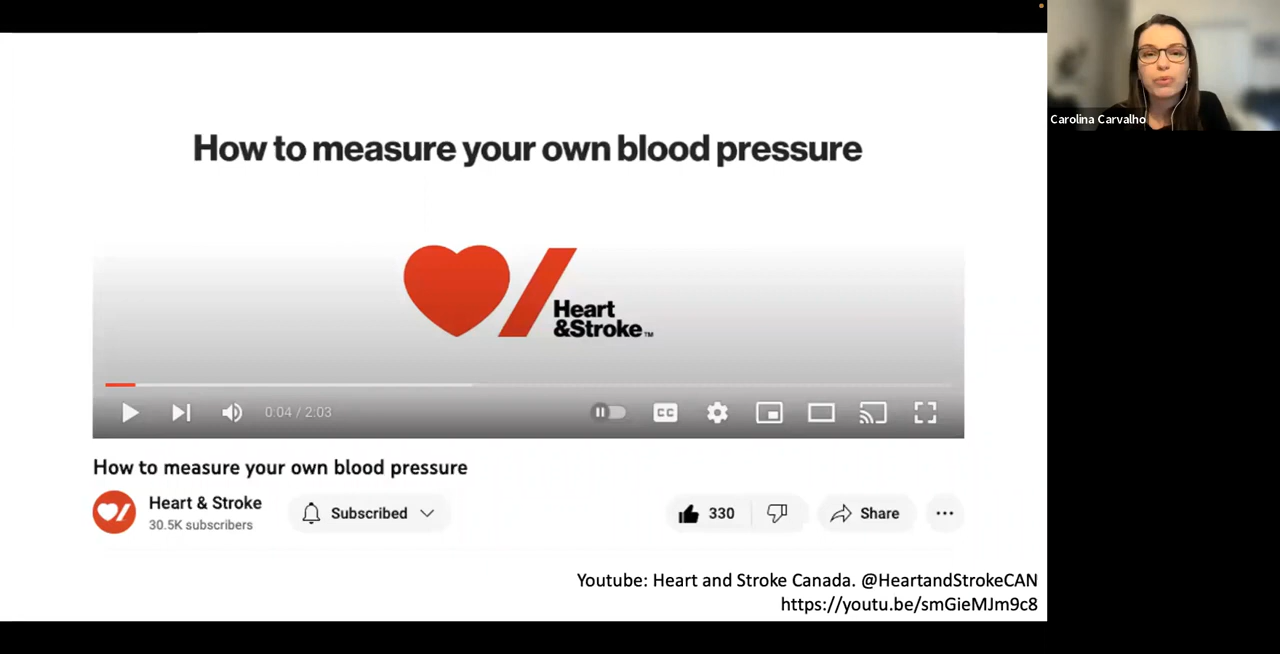 Carolina Carvalho
How to measure your own blood pressure
Heart
&Stroke™
0:04 / 2:03
CC
How to measure your own blood pressure
Heart & Stroke
30.5K subscribers
Subscribed
330
Share
Youtube: Heart and Stroke Canada. @HeartandStrokeCAN
https://youtu.be/smGieMJm9c8